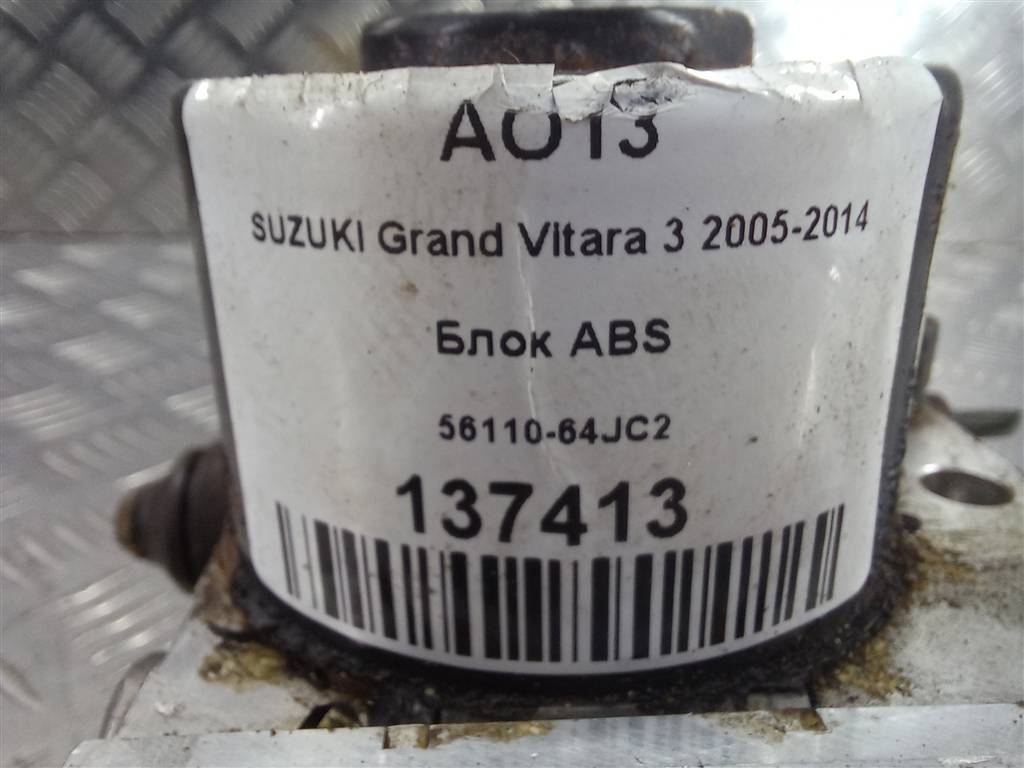 AO13
SUZUKI Grand Vitara 3 2005-2014
Блок ABS
56110-64JC2
137413